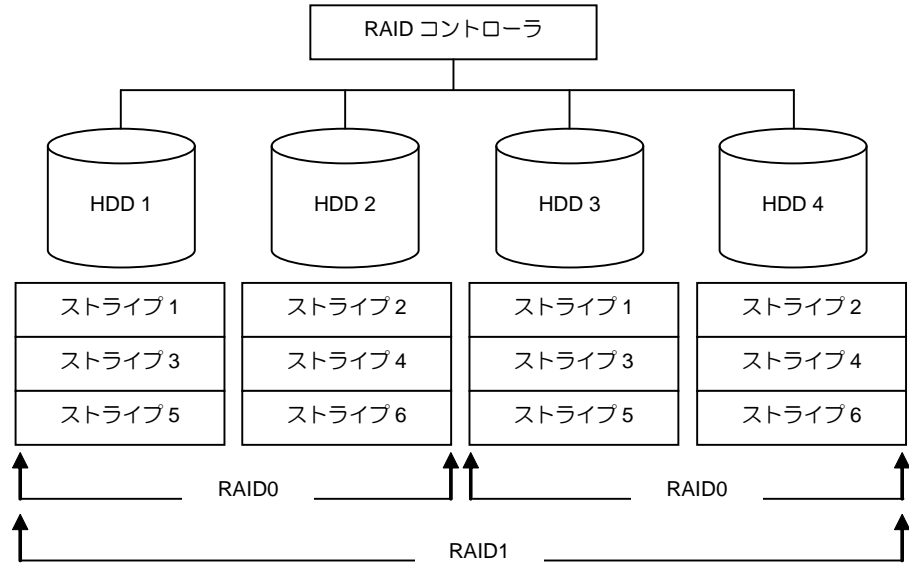 RAID コントローラ
HDD 1
HDD 2
HDD 3
HDD 4
ストライプ 1
ストライプ 2
ストライプ 1
ストライプ 2
ストライプ 3
ストライプ 4
ストライプ 3
ストライプ 4
ストライプ 5
ストライプ 6
ストライプ 5
ストライプ 6
RAID0
RAID0
RAID1